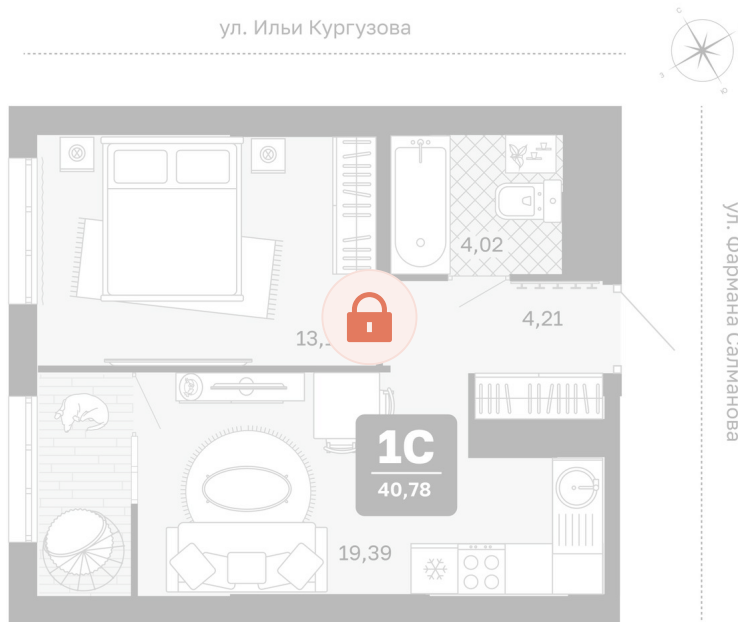 ул. Ильи Кургузова
С
З
Ю
ул. Фармана Салманова
4,02
4,21
13,
1С
40,78
19,39